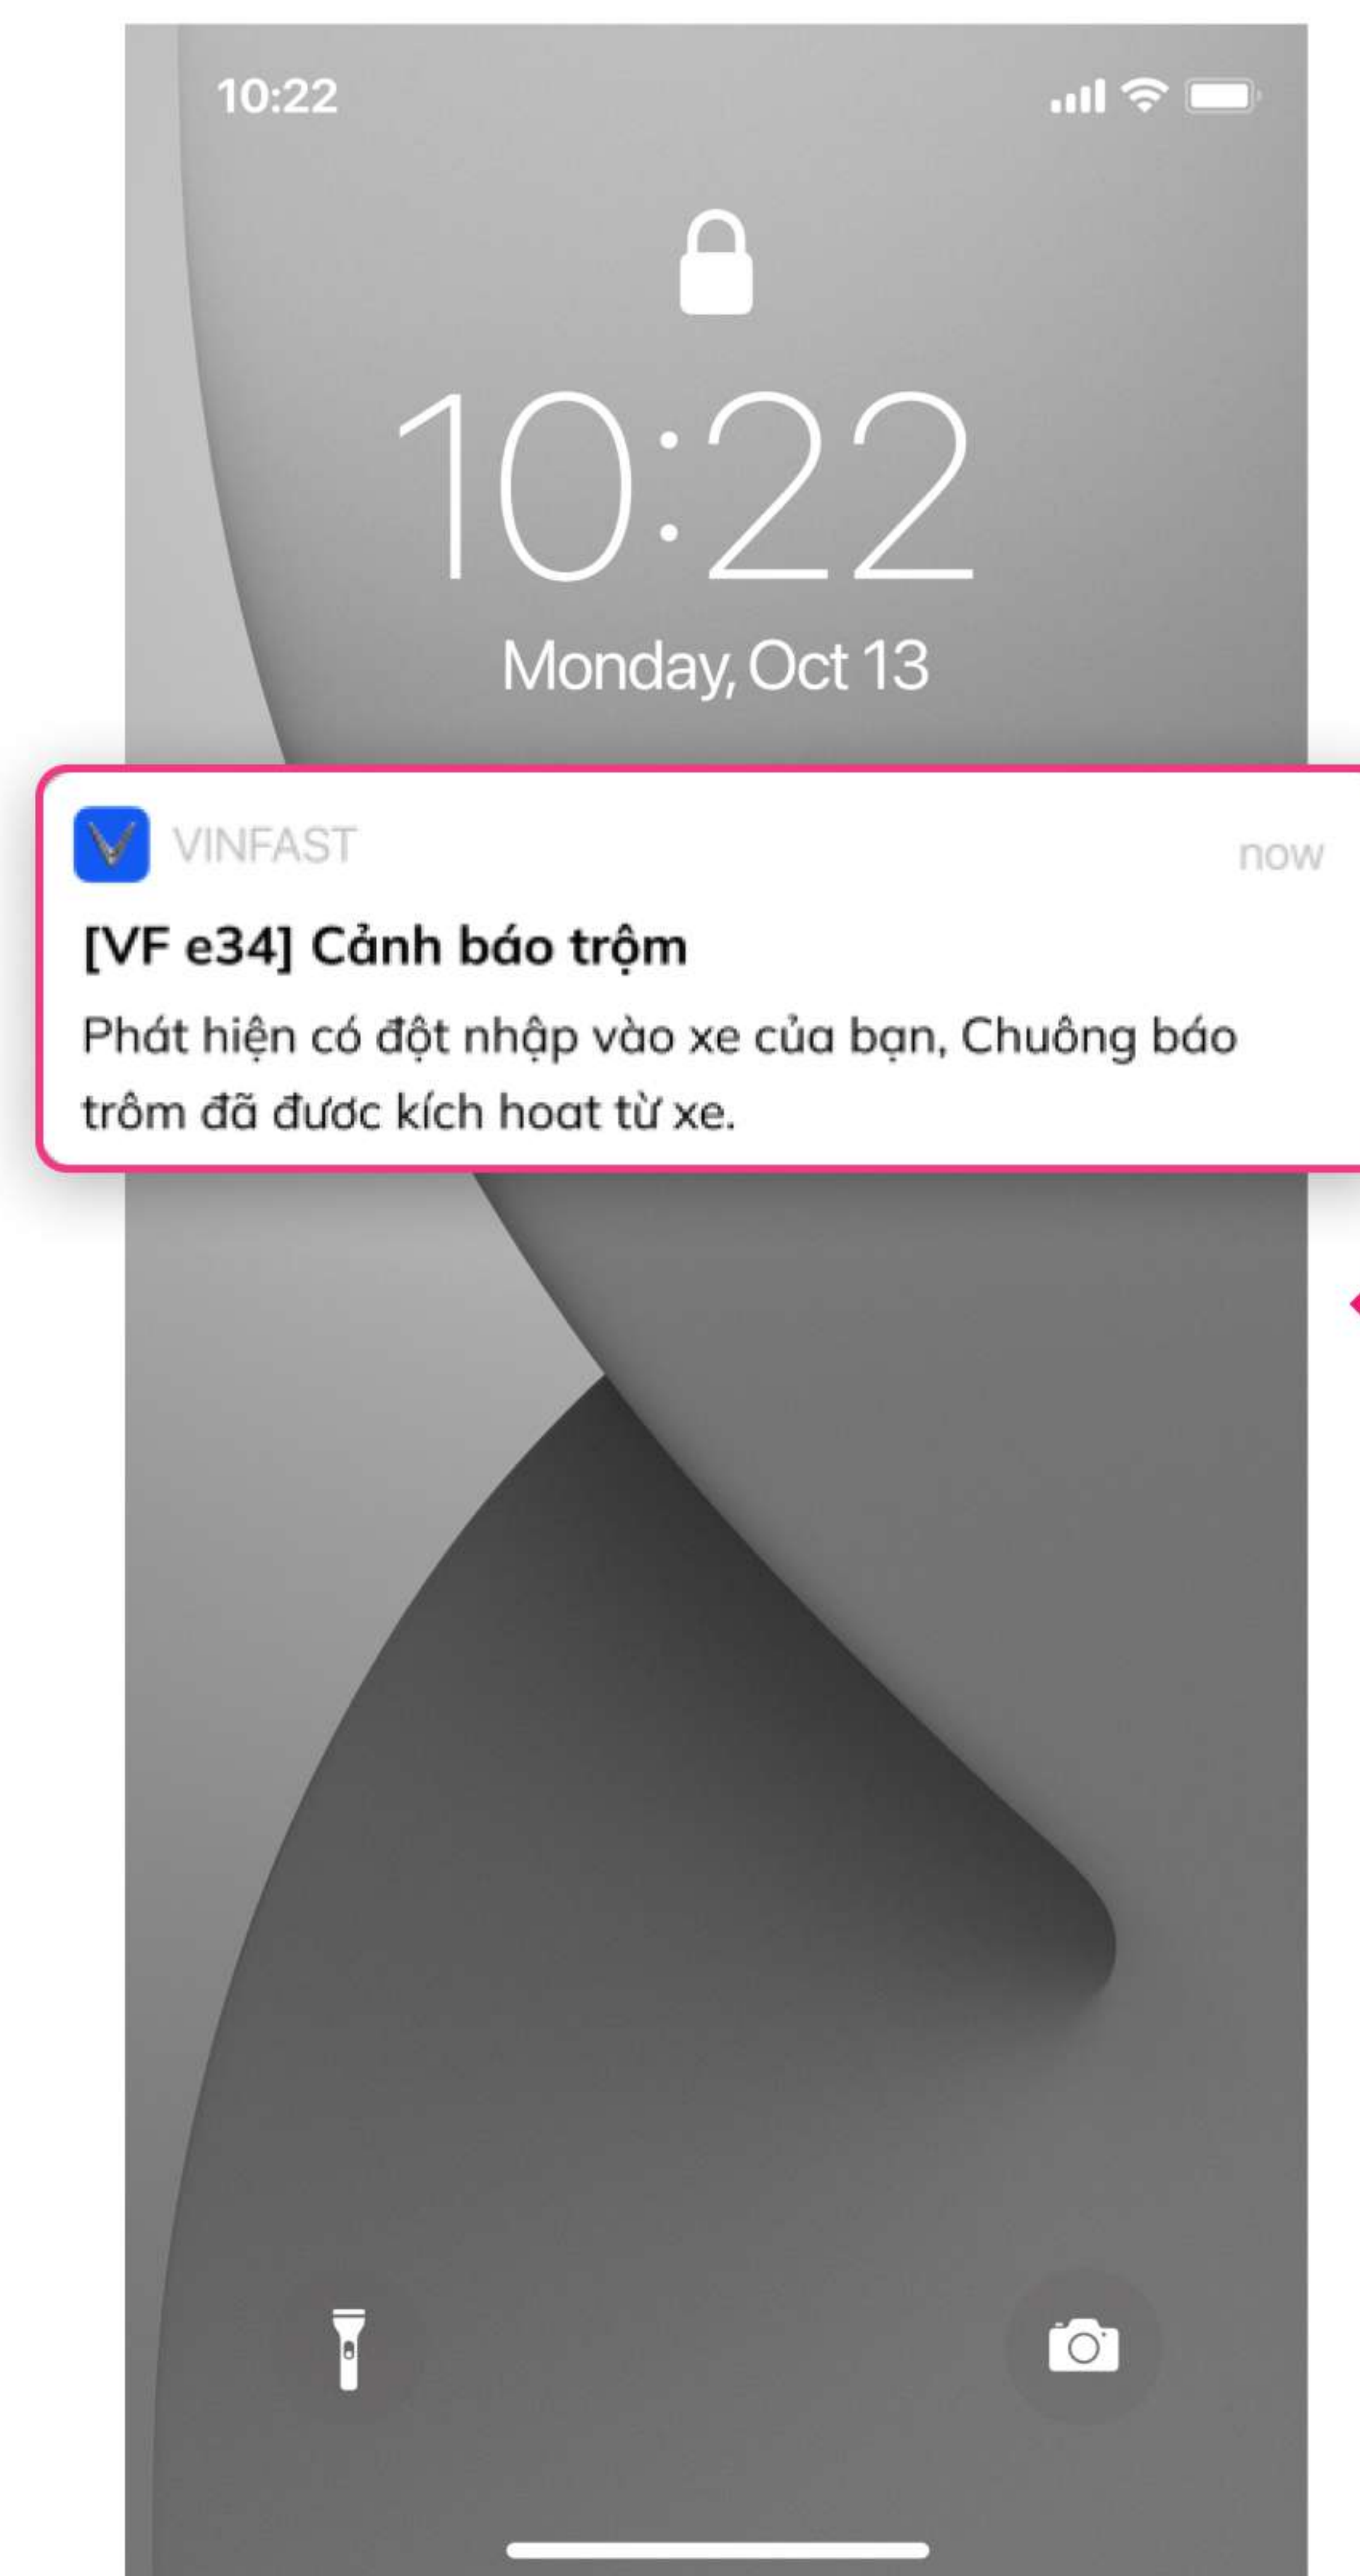 10:22
10:22
Monday, Oct 13
VINFAST
now
[VF e34] Cảnh báo trộm
Phát hiện có đột nhập vào xe của bạn, Chuông báo
trôm đã đươc kích hoat từ xe.